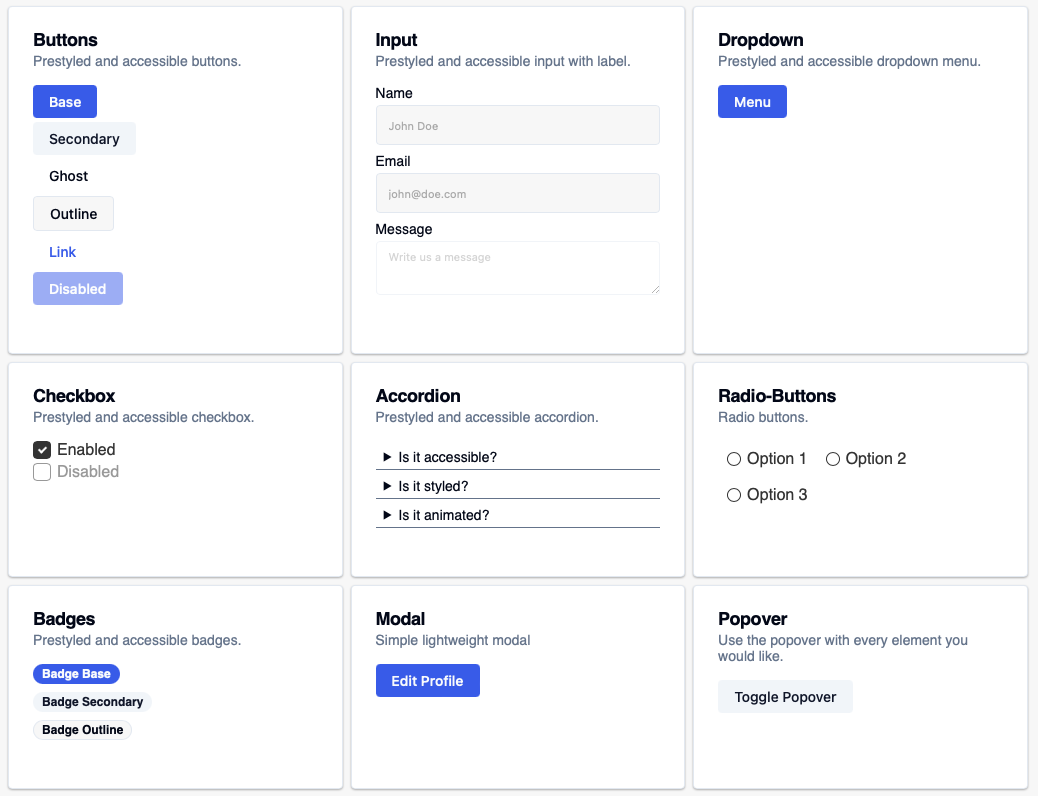 Buttons
Prestyled and accessible buttons.
Base
Secondary
Ghost
Outline
Link
Disabled
Input
Prestyled and accessible input with label.
Name
John Doe
Email
john@doe.com
Message
Write us a message
Dropdown
Prestyled and accessible dropdown menu.
Menu
Checkbox
Prestyled and accessible checkbox.
Enabled
Disabled
Accordion
Prestyled and accessible accordion.
Is it accessible?
Is it styled?
Is it animated?
Radio-Buttons
Radio buttons.
Option 1 Option 2
Option 3
Badges
Prestyled and accessible badges.
Badge Base
Badge Secondary
Badge Outline
Modal
Simple lightweight modal
Edit Profile
Popover
Use the popover with every element you
would like.
Toggle Popover